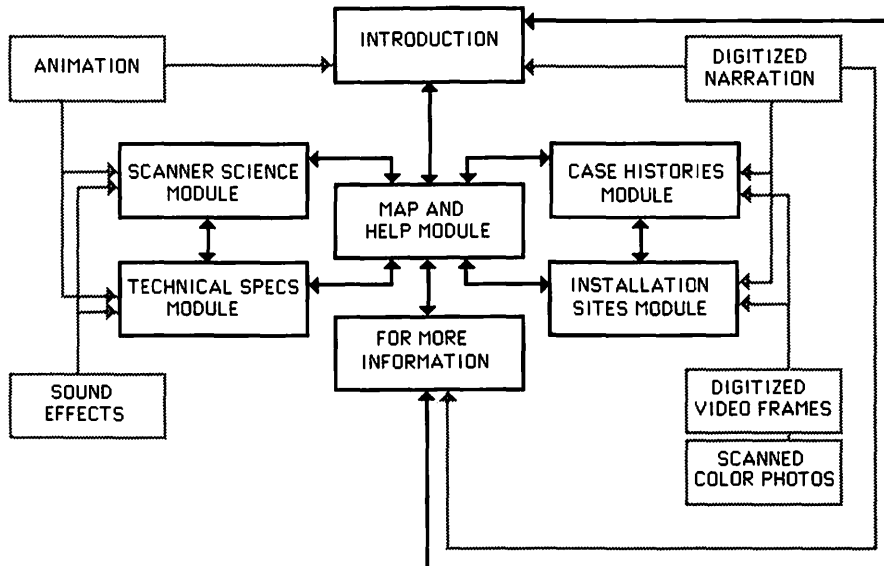 INTRODUCTION
ANIMATION
DIGITIZED
NARRATION
SCANNER SCIENCE
MODULE
CASE HISTORIES
MODULE
MAP AND
HELP MODULE
TECHNICAL SPECS
MODULE
INSTALLATION
SITES MODULE
FOR MORE
INFORMATION
SOUND
EFFECTS
DIGITIZED
VIDEO FRAMES
SCANNED
COLOR PHOTOS